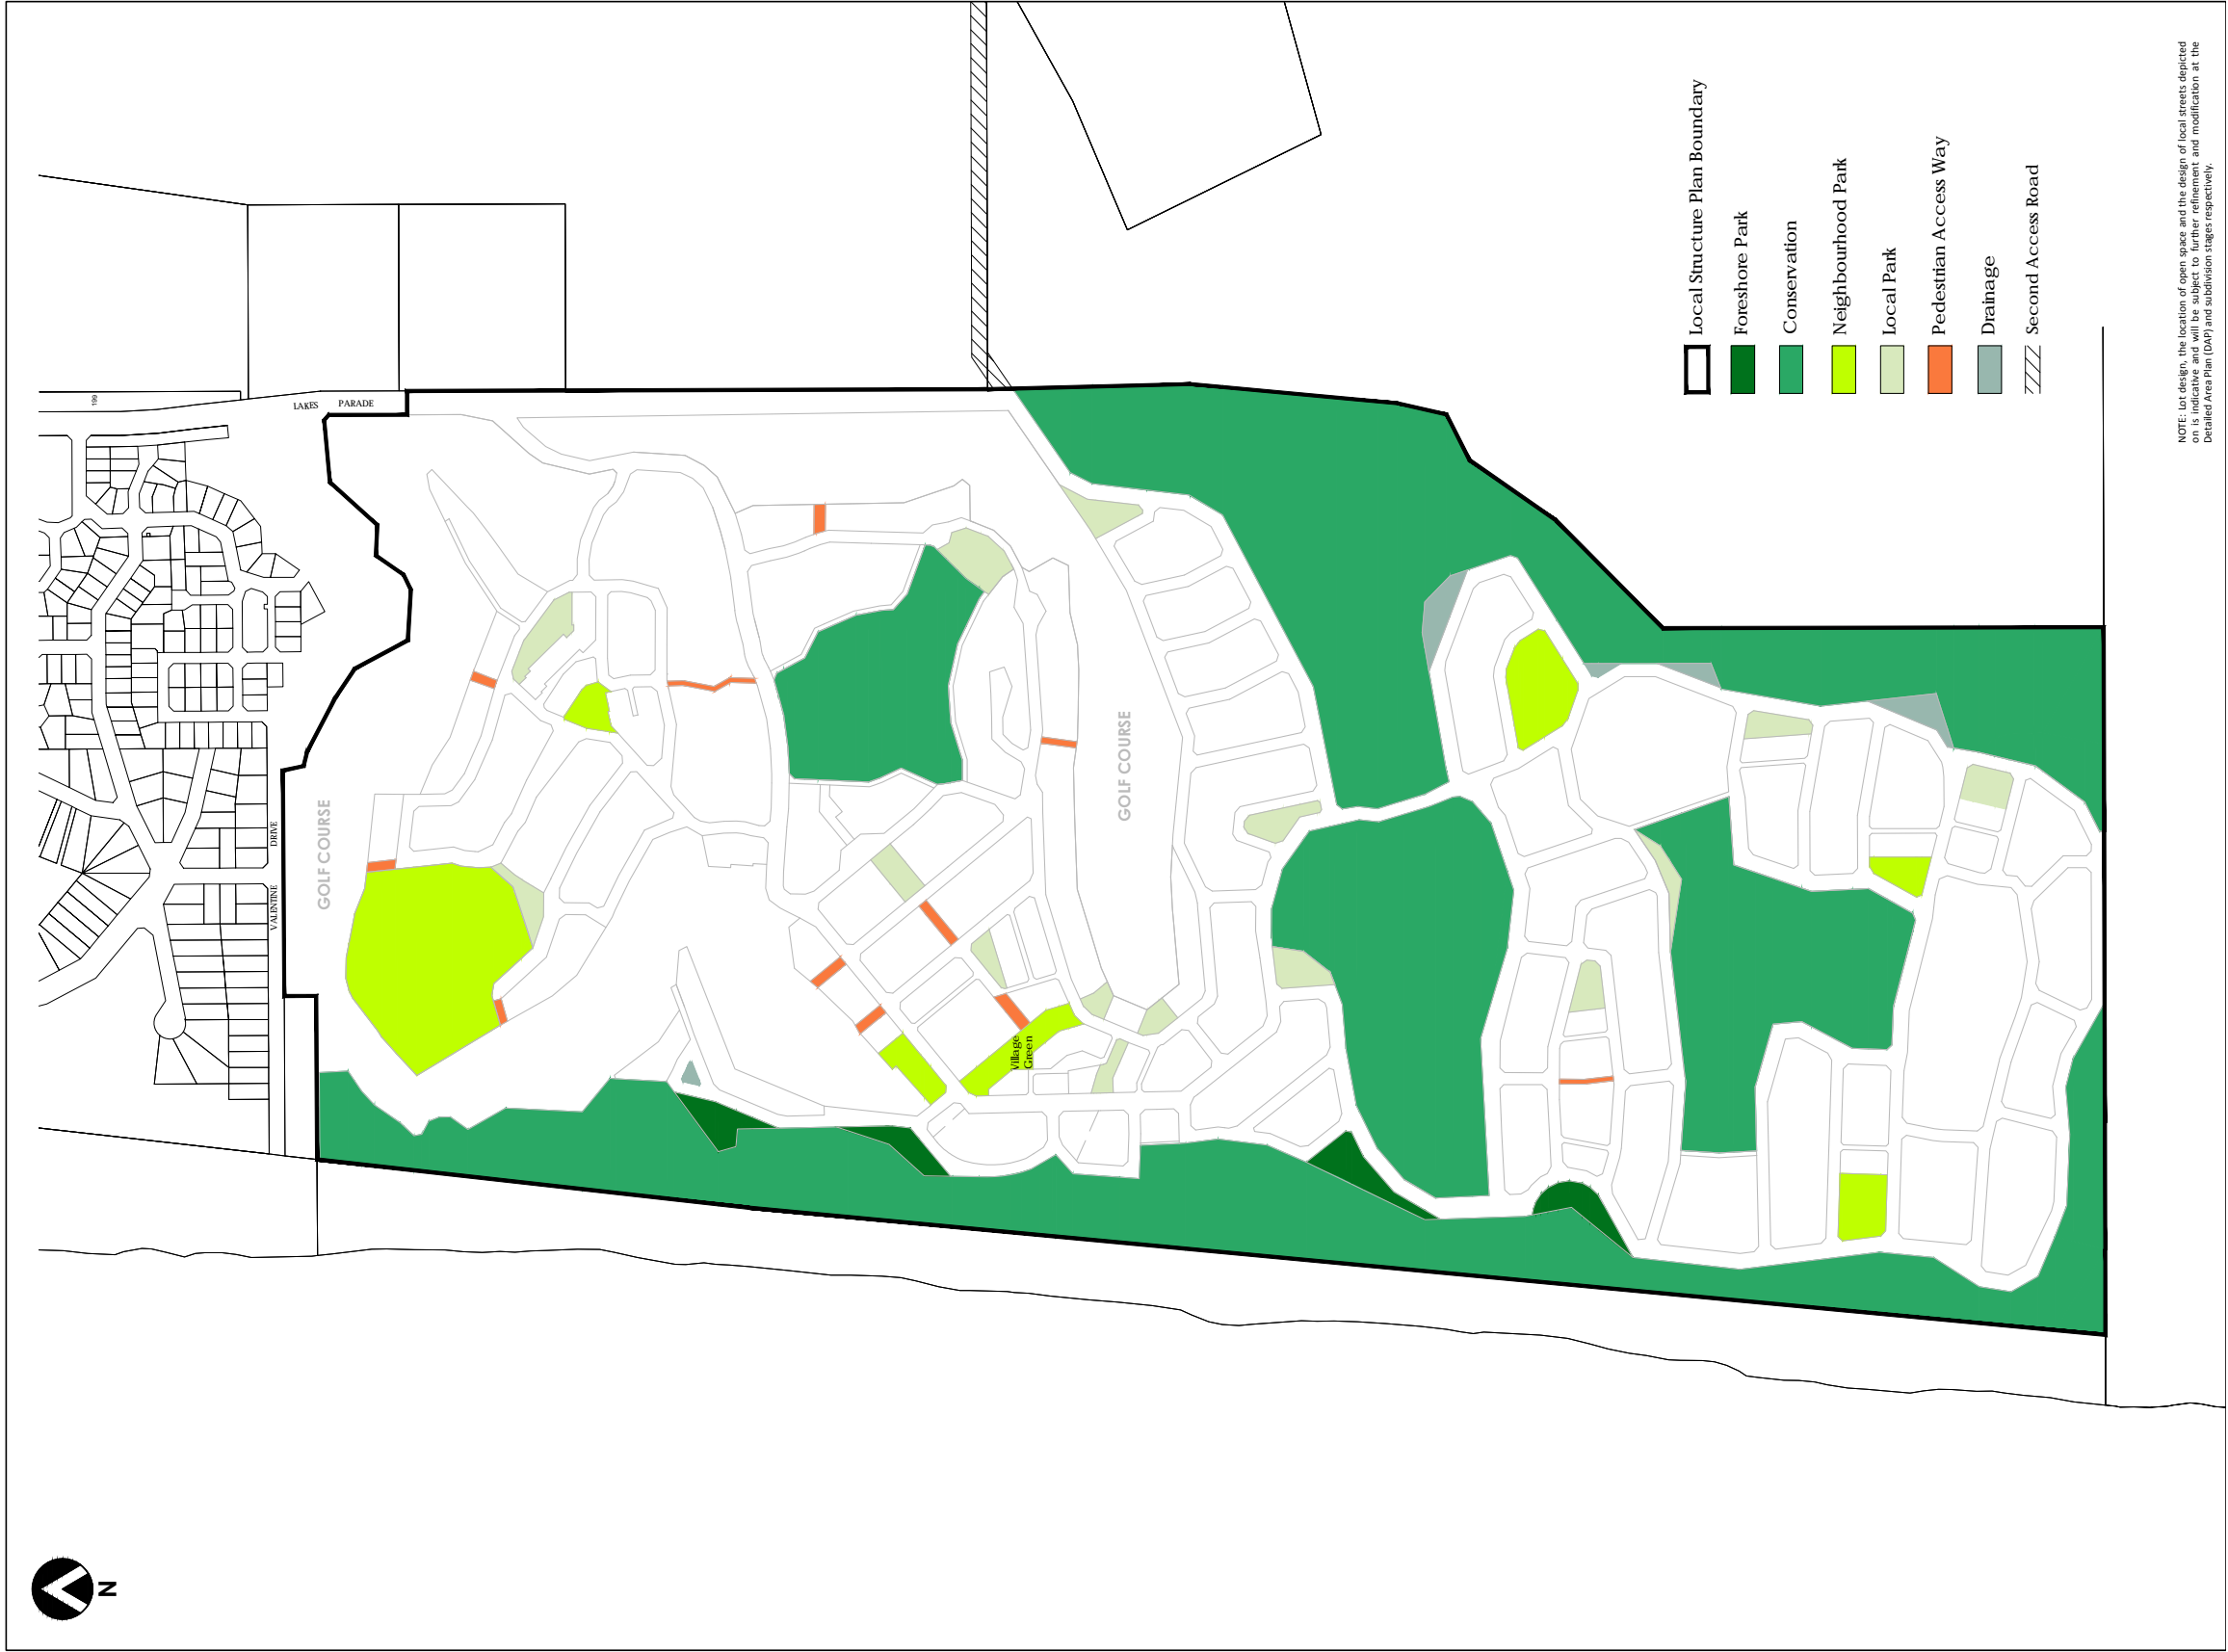 199
LAKES PARADE
VALENTINE DRIVE
GOLF COURSE
GOLF COURSE
Village
Green
Local Structure Plan Boundary
Foreshore Park
Conservation
Neighbourhood Park
Local Park
Pedestrian Access Way
Drainage
Second Access Road
NOTE: Lot design, the location of open space and the design of local streets depicted
on is indicative and will be subject to further refinement and modification at the
Detailed Area Plan (DAP) and subdivision stages respectively.
N